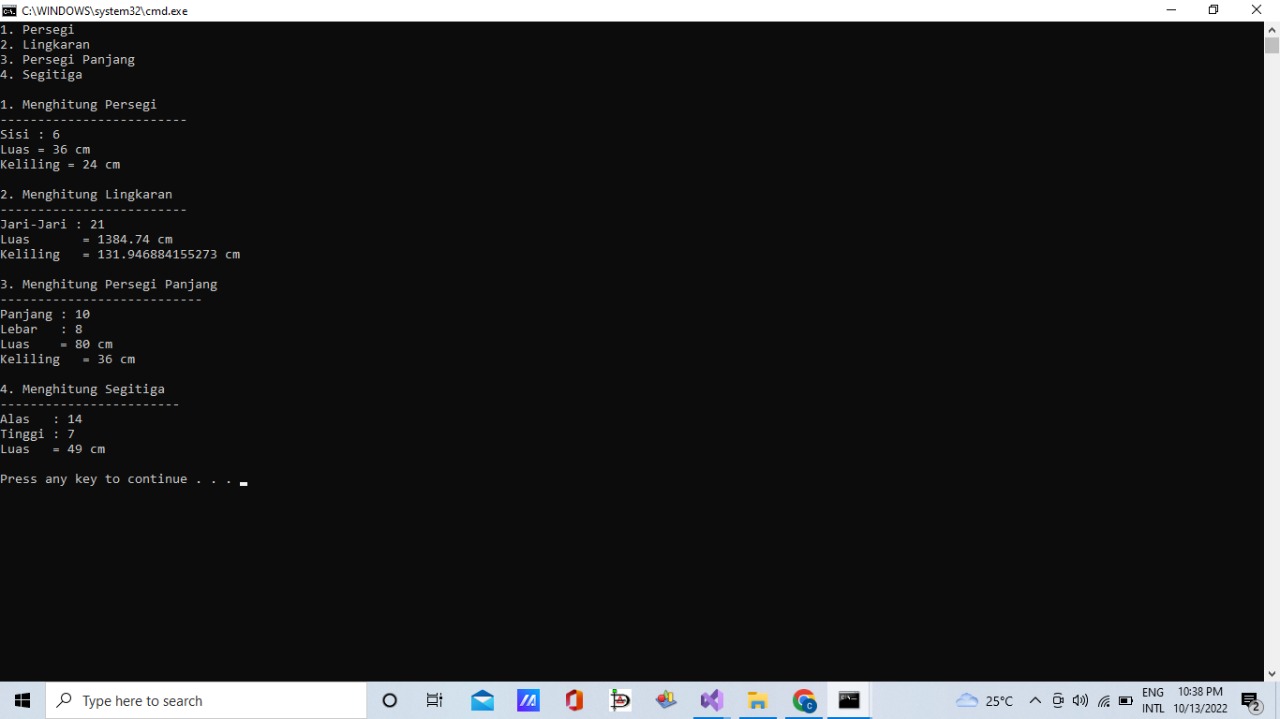 C:\WINDOWS\system32\cmd.exe
1. Persegi
2. Lingkaran
3. Persegi Panjang
4. Segitiga
1. Menghitung Persegi
-------------------------
Sisi : 6
Luas = 36 cm
Keliling = 24 cm
2. Menghitung Lingkaran
-------------------------
Jari-Jari : 21
Luas       = 1384.74 cm
Keliling   = 131.946884155273 cm
3. Menghitung Persegi Panjang
---------------------------
Panjang : 10
Lebar   : 8
Luas    = 80 cm
Keliling   = 36 cm
4. Menghitung Segitiga
------------------------
Alas   : 14
Tinggi : 7
Luas   = 49 cm
Press any key to continue . . .
Type here to search
25°C
ENG
INTL
10:38 PM
10/13/2022
2